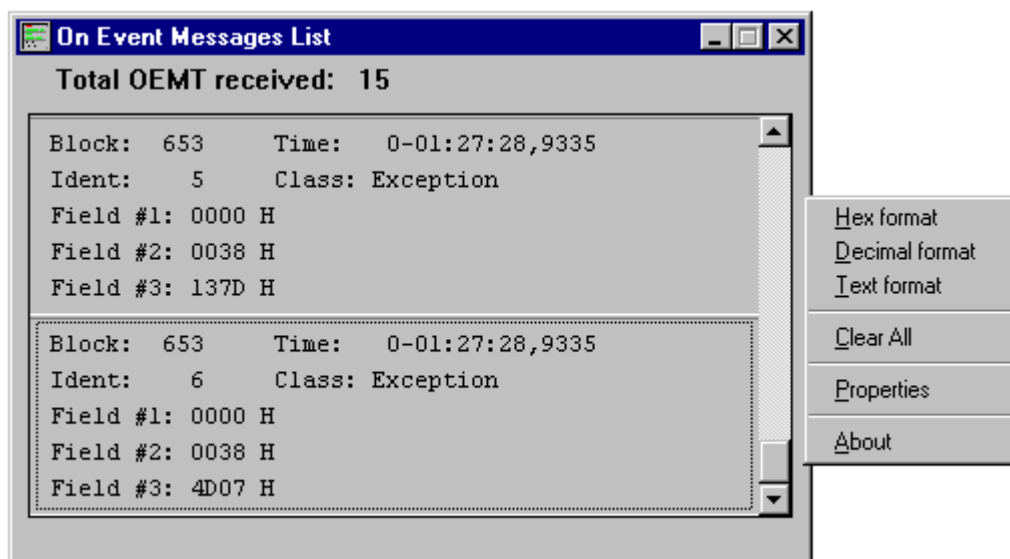 On Event Messages List
Total OEMT received: 15
Block: 653 Time: 0-01:27:28,9335
Ident: 5 Class: Exception
Field #1: 0000 H
Field #2: 0038 H
Field #3: 137D H
Block: 653 Time: 0-01:27:28,9335
Ident: 6 Class: Exception
Field #1: 0000 H
Field #2: 0038 H
Field #3: 4D07 H
Hex format
Decimal format
Text format
Clear All
Properties
About